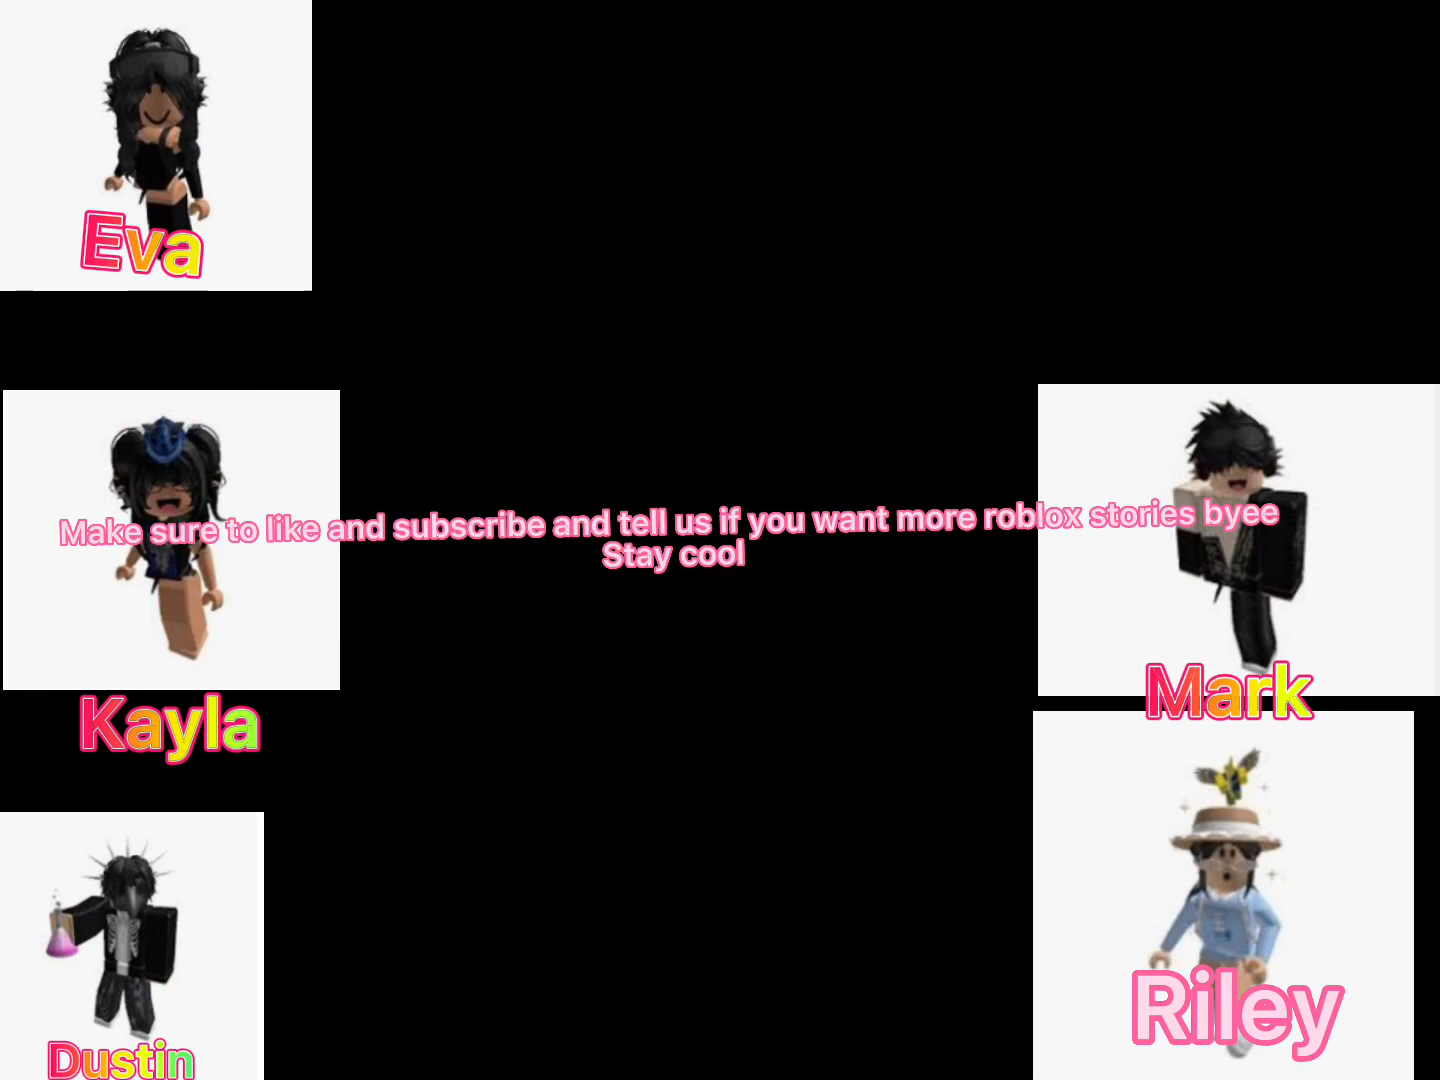 Eva
Make sure to like and subscribe and tell us if you want more roblox stories byee
Stay cool
Kayla
Mark
Dustin
Riley